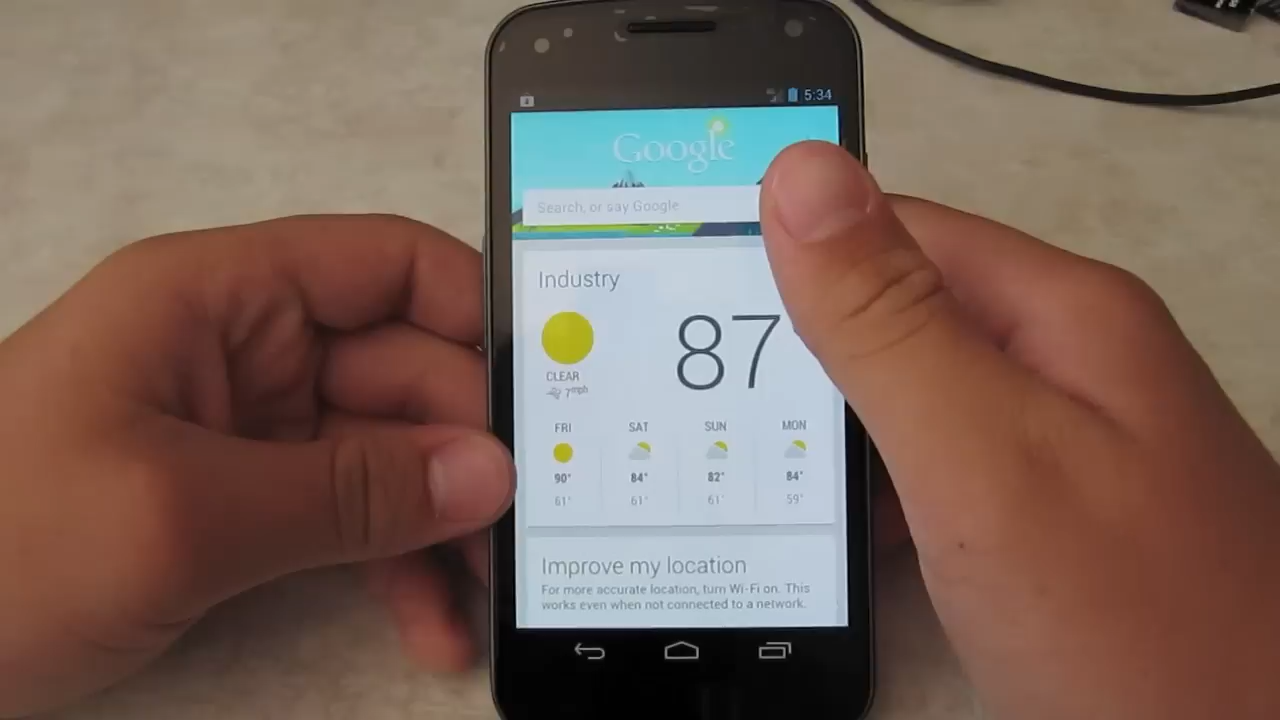 5:34
Google
Search, or say Google
Industry
87
CLEAR
7mph
FRI SAT SUN MON
90° 84° 82° 84°
61° 61° 61° 59°
Improve my location
For more accurate location, turn Wi-Fi on. This
works even when not connected to a network.